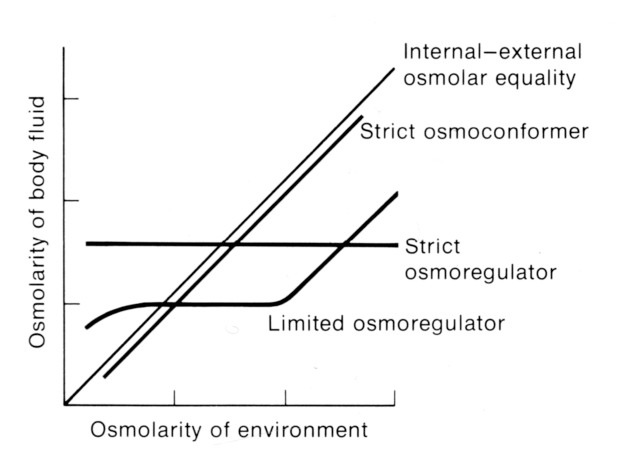 Internal–external
osmolar equality
Strict osmoconformer
Strict
osmoregulator
Limited osmoregulator
Osmolarity of body fluid
Osmolarity of environment